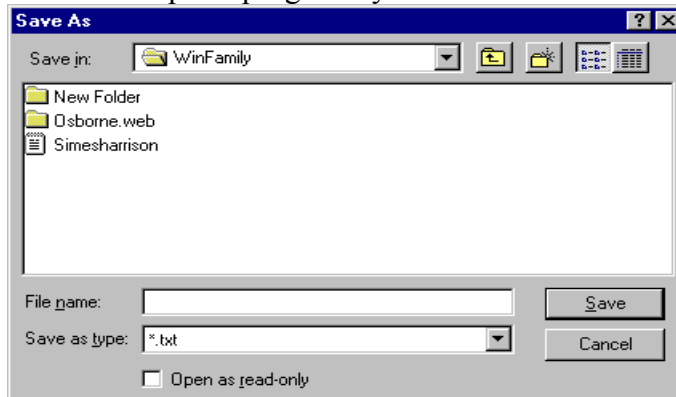 Save As
Save in: WinFamily
New Folder
Osborne.web
Simesharrison
File name: Save
Save as type: *.txt Cancel
Open as read-only